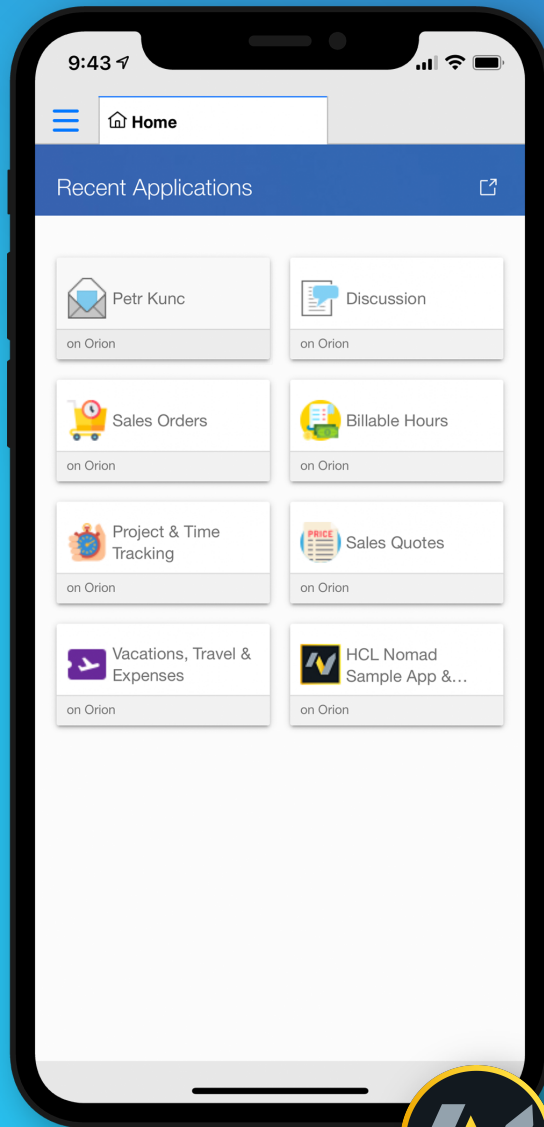 9:43
Home
Recent Applications
Petr Kunc
on Orion
Discussion
on Orion
Sales Orders
on Orion
Billable Hours
on Orion
Project & Time
Tracking
on Orion
PRICE
Sales Quotes
on Orion
Vacations, Travel &
Expenses
on Orion
HCL Nomad
Sample App &...
on Orion